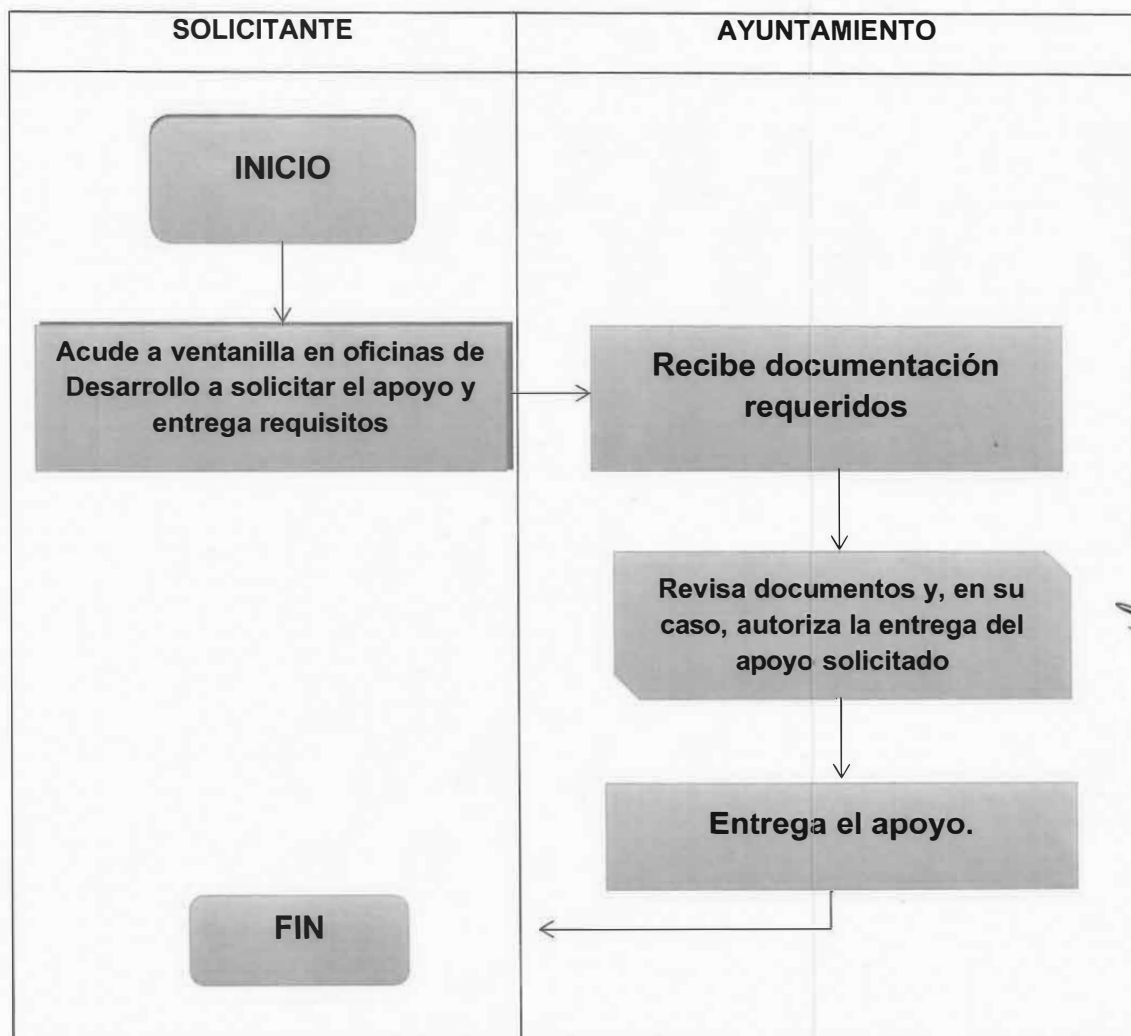 SOLICITANTE
AYUNTAMIENTO
INICIO
Acude a ventanilla en oficinas de
Desarrollo a solicitar el apoyo y
entrega requisitos
Recibe documentación
requeridos
Revisa documentos y, en su
caso, autoriza la entrega del
apoyo solicitado
Entrega el apoyo.
FIN